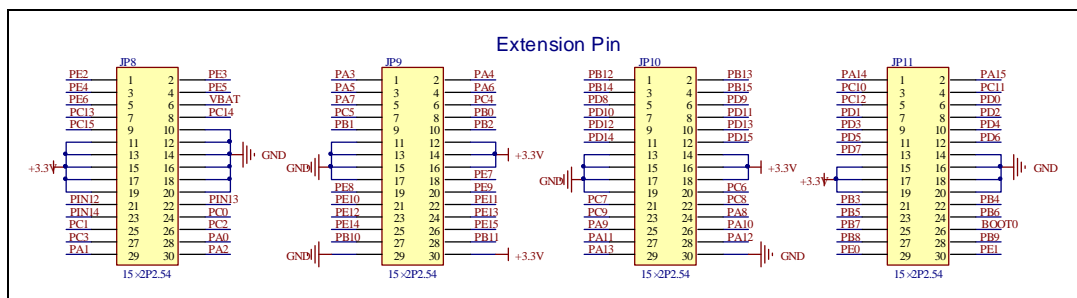 Extension Pin
JP8
PE2 1 2 PE3
PE4 3 4 PE5
PE6 5 6 VBAT
PC13 7 8 PC14
PC15 9 10
11 12
13 14 GND
+3.3V 15 16
17 18
19 20
PIN12 21 22 PIN13
PIN14 23 24 PC0
PC1 25 26 PC2
PC3 27 28 PA0
PA1 29 30 PA2
15×2P2.54
JP9
PA3 1 2 PA4
PA5 3 4 PA6
PA7 5 6 PC4
PC5 7 8 PB0
PB1 9 10 PB2
11 12
13 14 +3.3V
GND 15 16
17 18 PE7
PE8 19 20 PE9
PE10 21 22 PE11
PE12 23 24 PE13
PE14 25 26 PE15
PB10 27 28 PB11
GND 29 30 +3.3V
15×2P2.54
JP10
PB12 1 2 PB13
PB14 3 4 PB15
PD8 5 6 PD9
PD10 7 8 PD11
PD12 9 10 PD13
PD14 11 12 PD15
13 14
15 16 +3.3V
GND 17 18
19 20 PC6
PC7 21 22 PC8
PC9 23 24 PA8
PA9 25 26 PA10
PA11 27 28 PA12
PA13 29 30 GND
15×2P2.54
JP11
PA14 1 2 PA15
PC10 3 4 PC11
PC12 5 6 PD0
PD1 7 8 PD2
PD3 9 10 PD4
PD5 11 12 PD6
PD7 13 14
15 16 GND
+3.3V 17 18
19 20
PB3 21 22 PB4
PB5 23 24 PB6
PB7 25 26 BOOT0
PB8 27 28 PB9
PE0 29 30 PE1
15×2P2.54